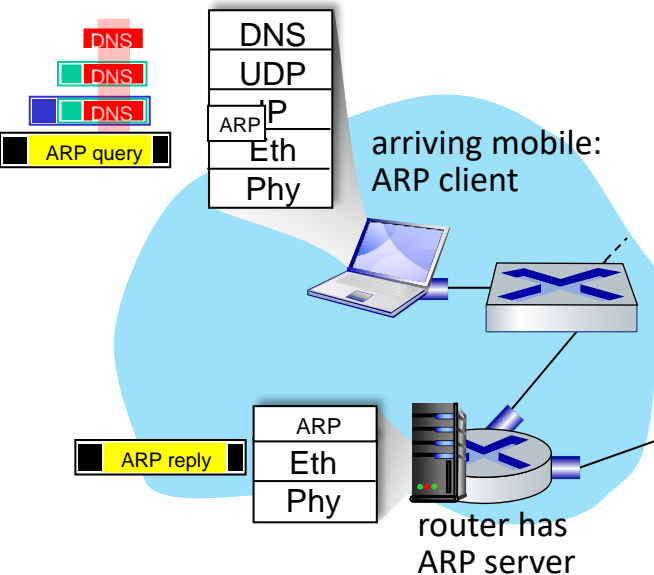 DNS
DNS
DNS
ARP query
DNS
UDP
IP
ARP
Eth
Phy
arriving mobile:
ARP client
ARP reply
ARP
Eth
Phy
router has
ARP server